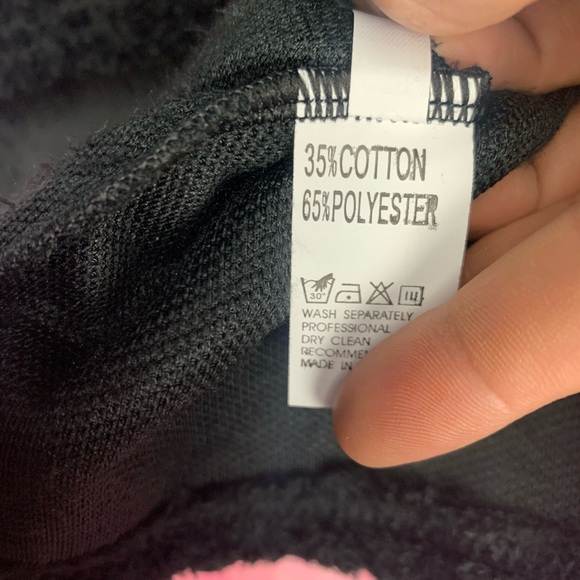 35%COTTON
65%POLYESTER
30°
WASH SEPARATELY
PROFESSIONAL
DRY CLEAN
MADE IN